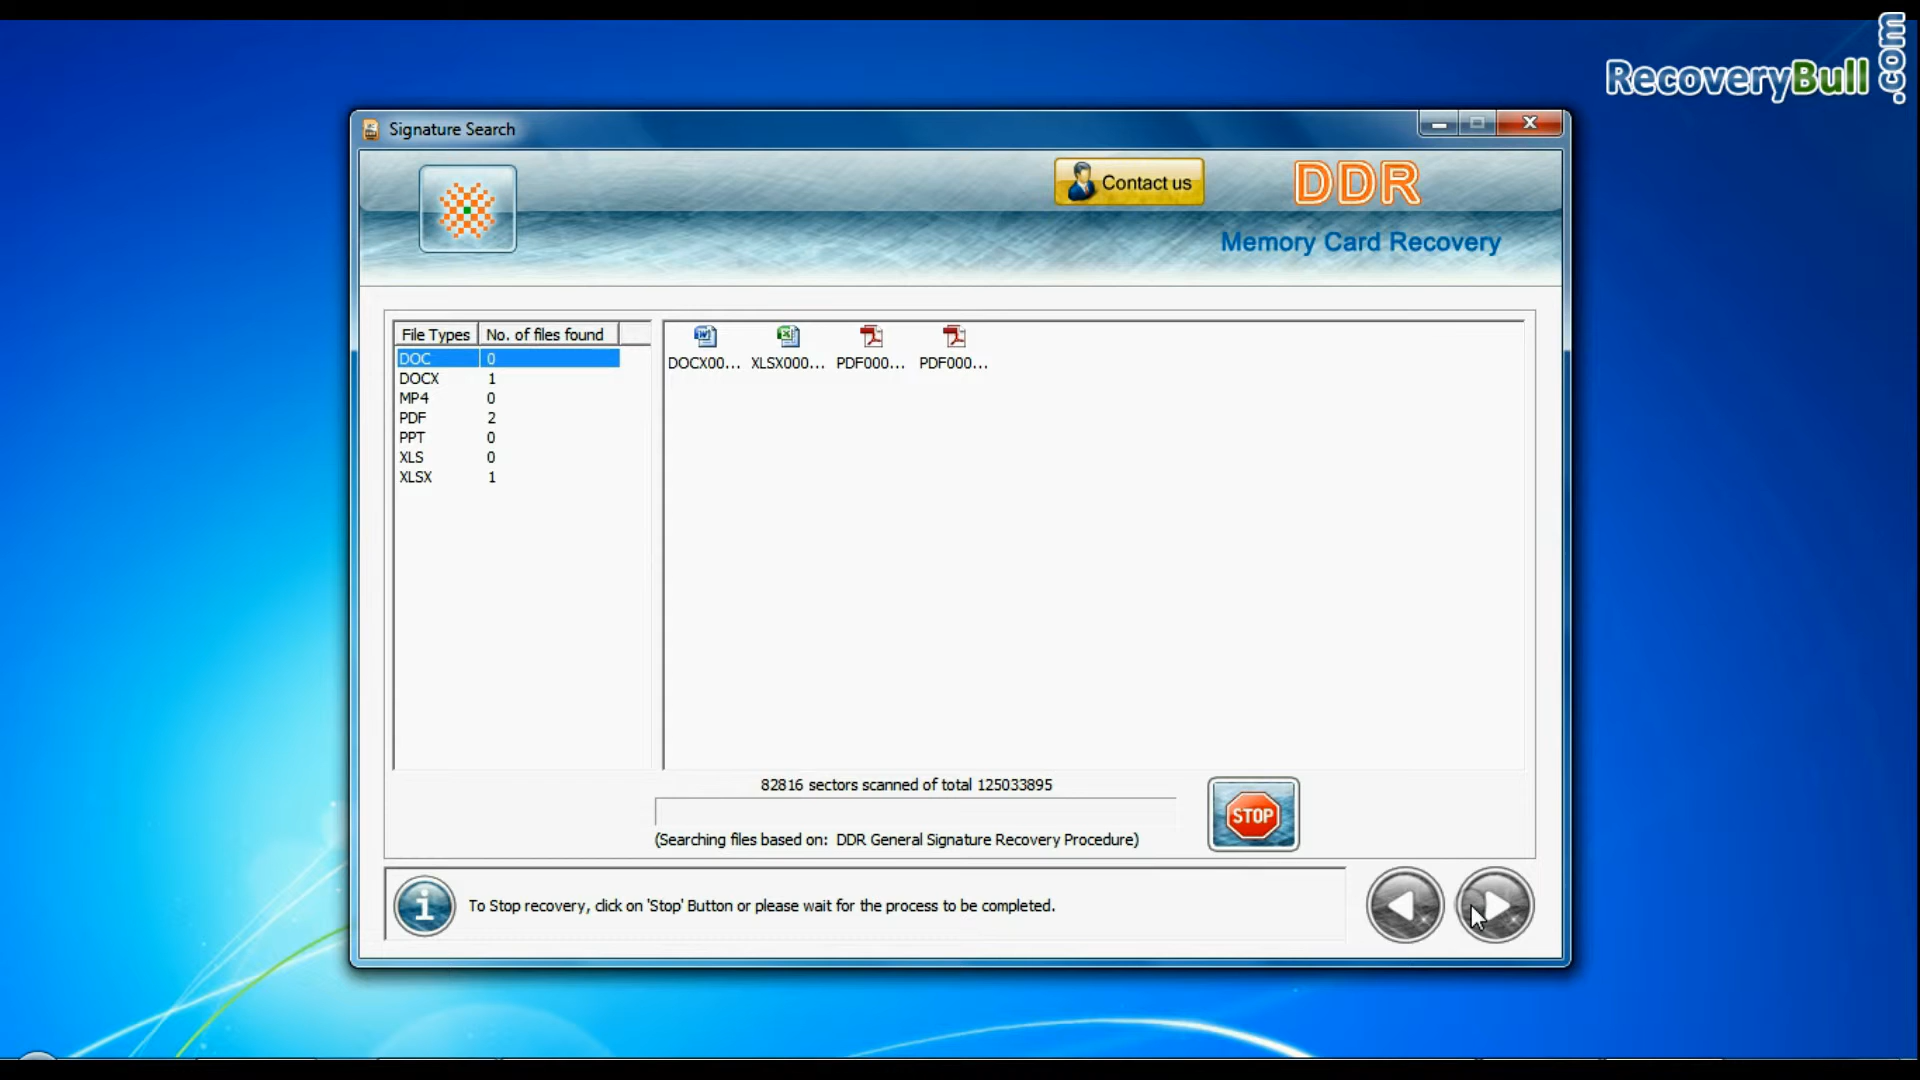 RecoveryBull.com
Signature Search
Contact us
DDR
Memory Card Recovery
File Types No. of files found
DOC 0
DOCX 1
MP4 0
PDF 2
PPT 0
XLS 0
XLSX 1
DOCX00... XLSX000... PDF000... PDF000...
82816 sectors scanned of total 125033895
STOP
(Searching files based on: DDR General Signature Recovery Procedure)
To Stop recovery, click on 'Stop' Button or please wait for the process to be completed.